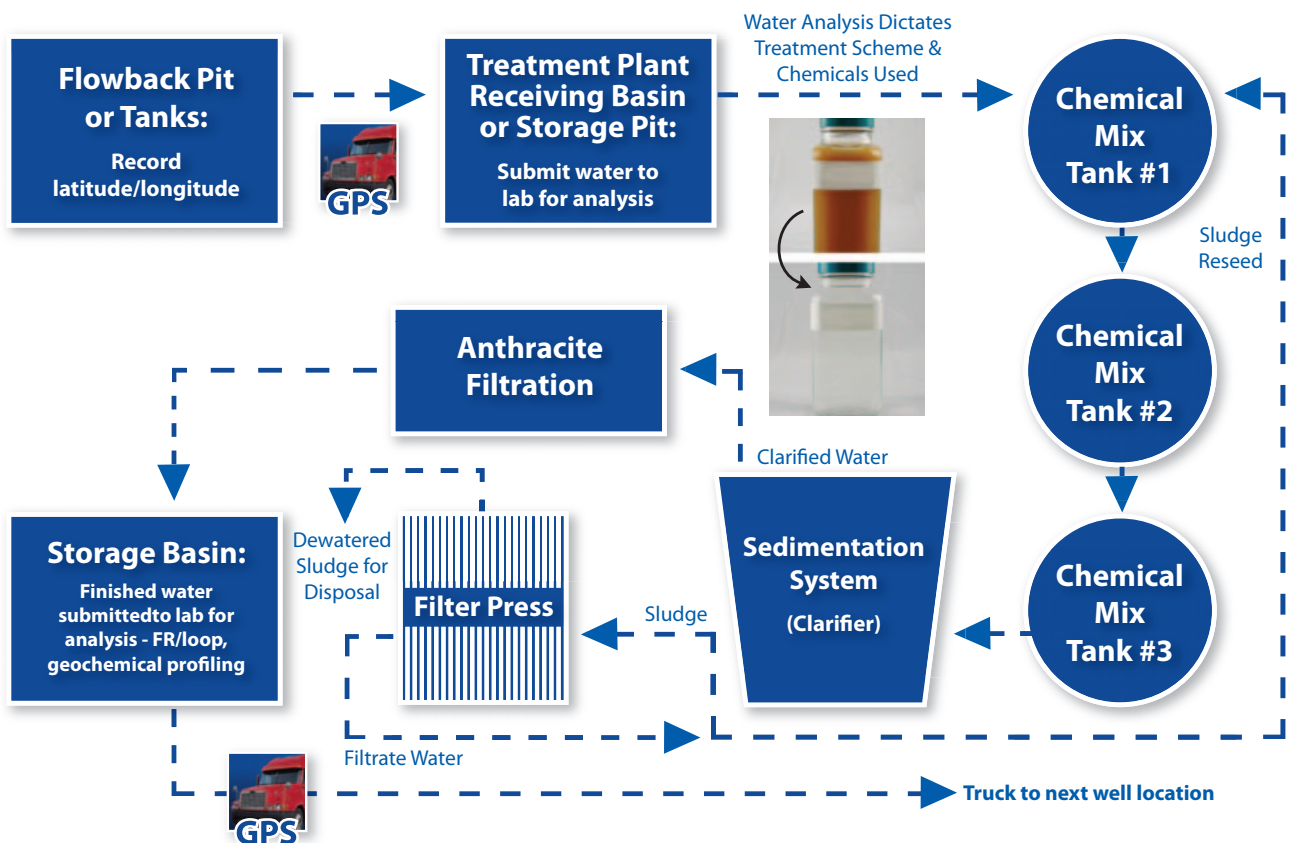 Flowback Pit
or Tanks:
Record
latitude/longitude
GPS
Treatment Plant
Receiving Basin
or Storage Pit:
Submit water to
lab for analysis
Water Analysis Dictates
Treatment Scheme &
Chemicals Used
Chemical
Mix
Tank #1
Sludge
Reseed
Chemical
Mix
Tank #2
Chemical
Mix
Tank #3
Sedimentation
System
(Clarifier)
Clarified Water
Anthracite
Filtration
Sludge
Filter Press
Dewatered
Sludge for
Disposal
Filtrate Water
Storage Basin:
Finished water
submittedto lab for
analysis - FR/loop,
geochemical profiling
GPS
Truck to next well location